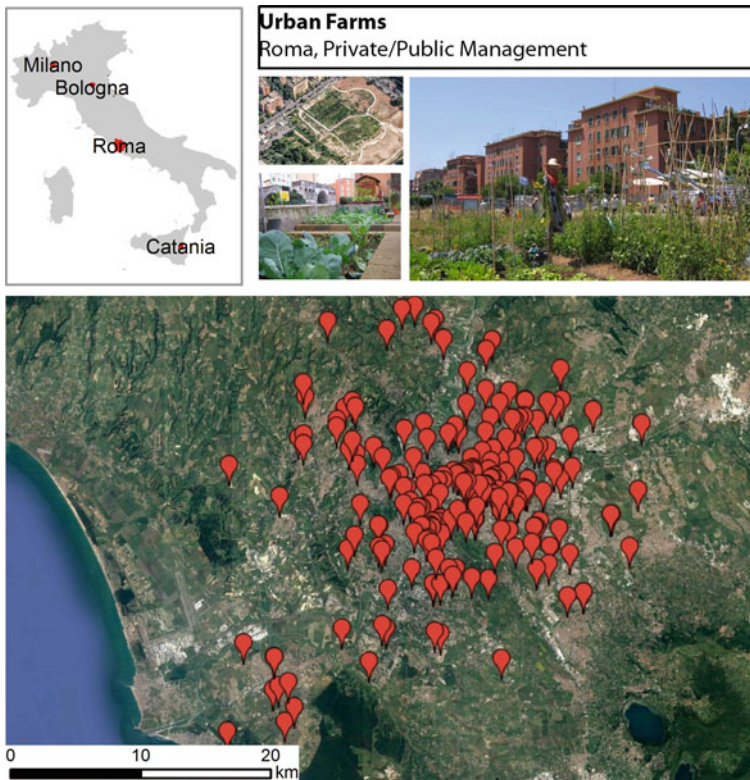 Urban Farms
Roma, Private/Public Management
Milano
Bologna
Roma
Catania
0 10 20
km